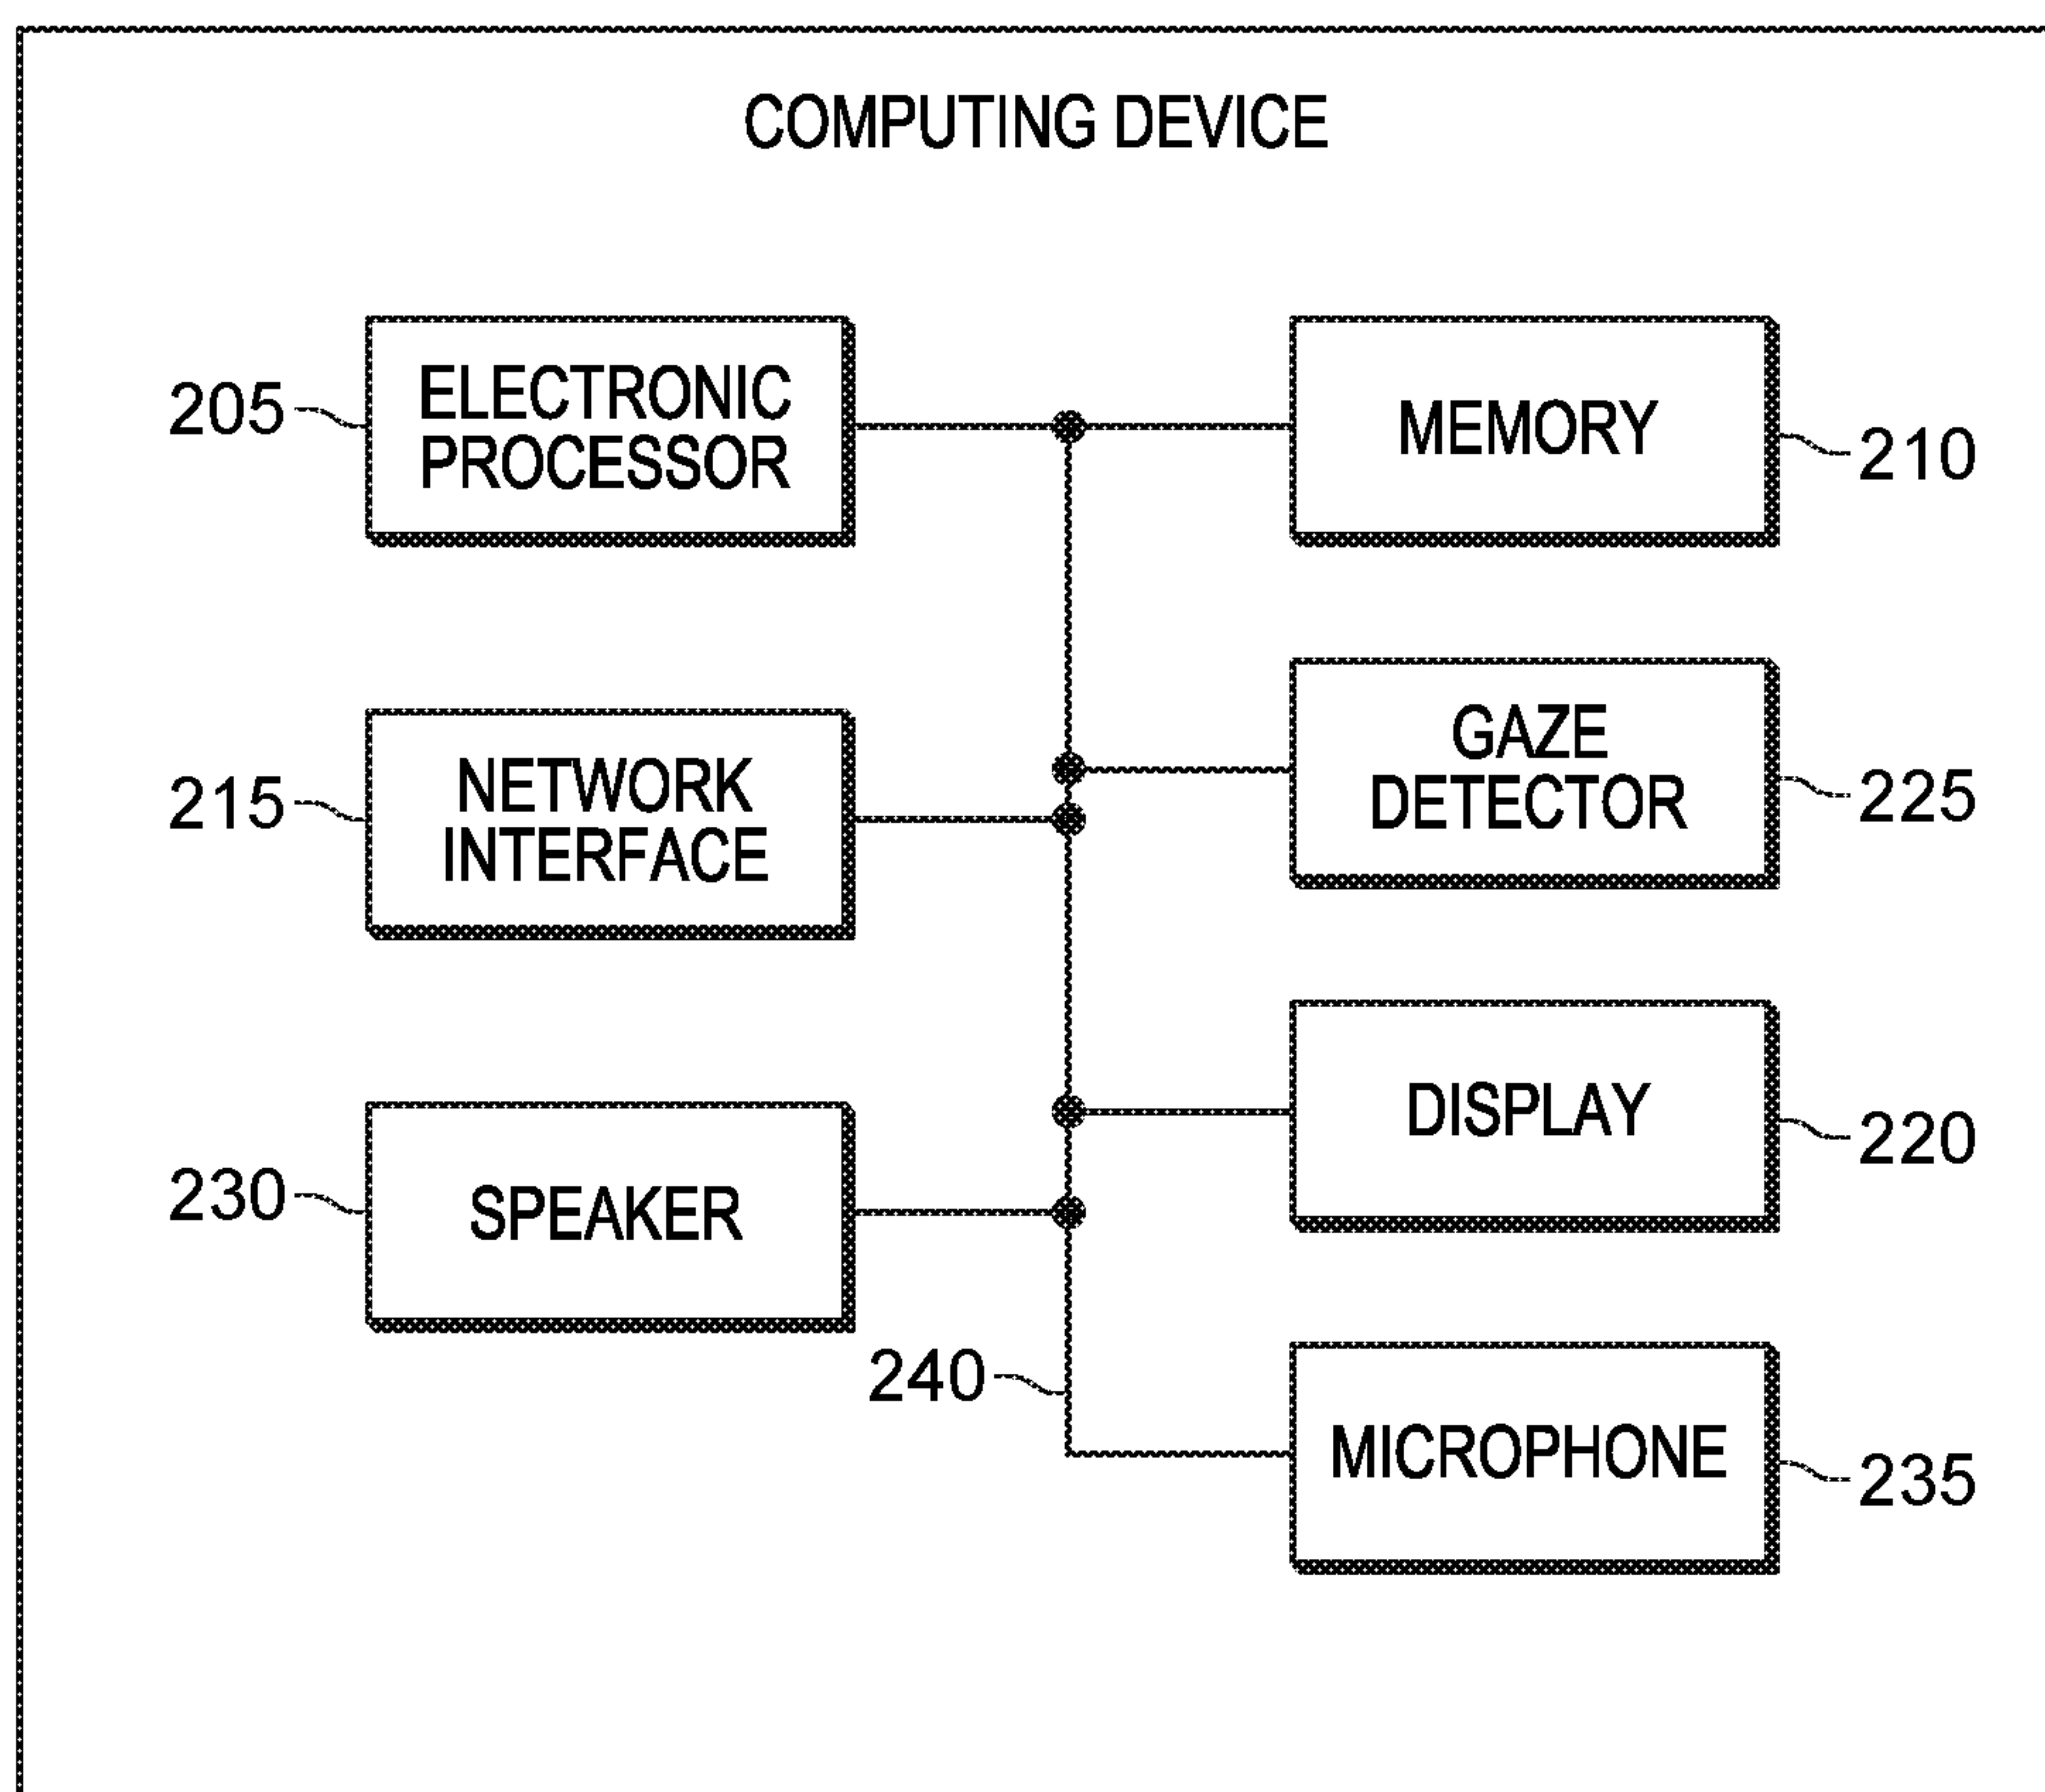 COMPUTING DEVICE
205
ELECTRONIC
PROCESSOR
MEMORY
210
215
NETWORK
INTERFACE
GAZE
DETECTOR
225
230
SPEAKER
DISPLAY
220
240
MICROPHONE
235